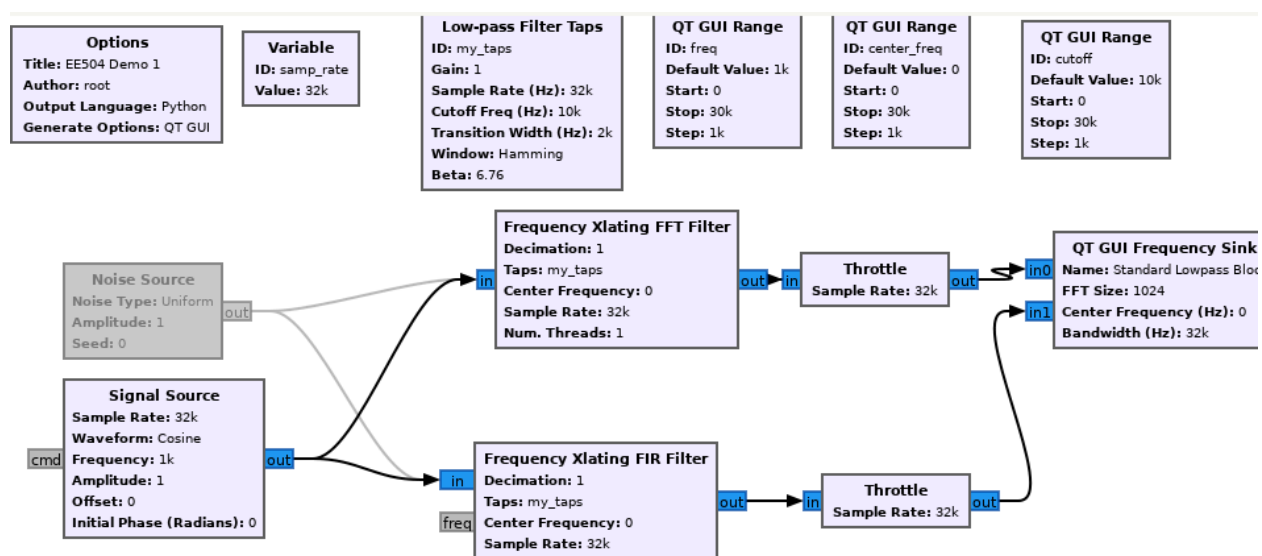 Options
Title: EE504 Demo 1
Author: root
Output Language: Python
Generate Options: QT GUI
Variable
ID: samp_rate
Value: 32k
Low-pass Filter Taps
ID: my_taps
Gain: 1
Sample Rate (Hz): 32k
Cutoff Freq (Hz): 10k
Transition Width (Hz): 2k
Window: Hamming
Beta: 6.76
QT GUI Range
ID: freq
Default Value: 1k
Start: 0
Stop: 30k
Step: 1k
QT GUI Range
ID: center_freq
Default Value: 0
Start: 0
Stop: 30k
Step: 1k
QT GUI Range
ID: cutoff
Default Value: 10k
Start: 0
Stop: 30k
Step: 1k
Noise Source
Noise Type: Uniform
Amplitude: 1
Seed: 0
out
Signal Source
Sample Rate: 32k
Waveform: Cosine
Frequency: 1k
Amplitude: 1
Offset: 0
Initial Phase (Radians): 0
cmd
out
Frequency Xlating FFT Filter
Decimation: 1
Taps: my_taps
Center Frequency: 0
Sample Rate: 32k
Num. Threads: 1
in
out
in
Throttle
Sample Rate: 32k
out
in0
in1
QT GUI Frequency Sink
Name: Standard Lowpass Bloc
FFT Size: 1024
Center Frequency (Hz): 0
Bandwidth (Hz): 32k
Frequency Xlating FIR Filter
Decimation: 1
Taps: my_taps
Center Frequency: 0
Sample Rate: 32k
in
freq
out
in
Throttle
Sample Rate: 32k
out